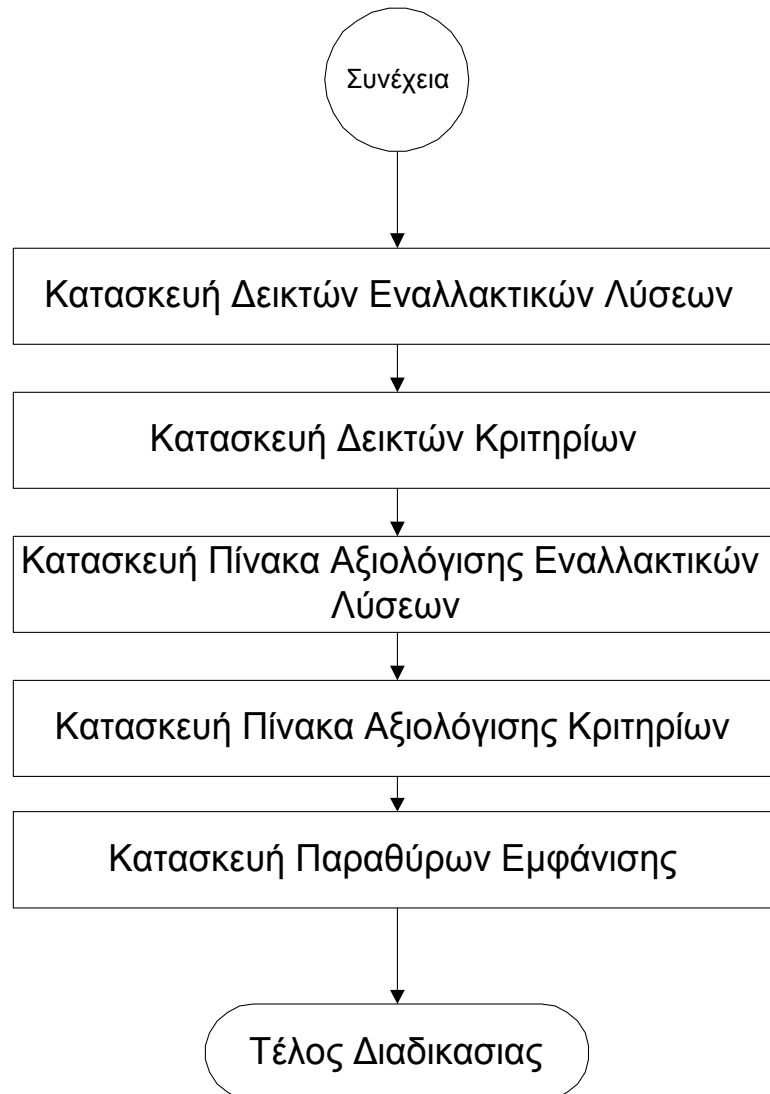 Συνέχεια
Κατασκευή Δεικτών Εναλλακτικών Λύσεων
Κατασκευή Δεικτών Κριτηρίων
Κατασκευή Πίνακα Αξιολόγισης Εναλλακτικών
Λύσεων
Κατασκευή Πίνακα Αξιολόγισης Κριτηρίων
Κατασκευή Παραθύρων Εμφάνισης
Τέλος Διαδικασιας